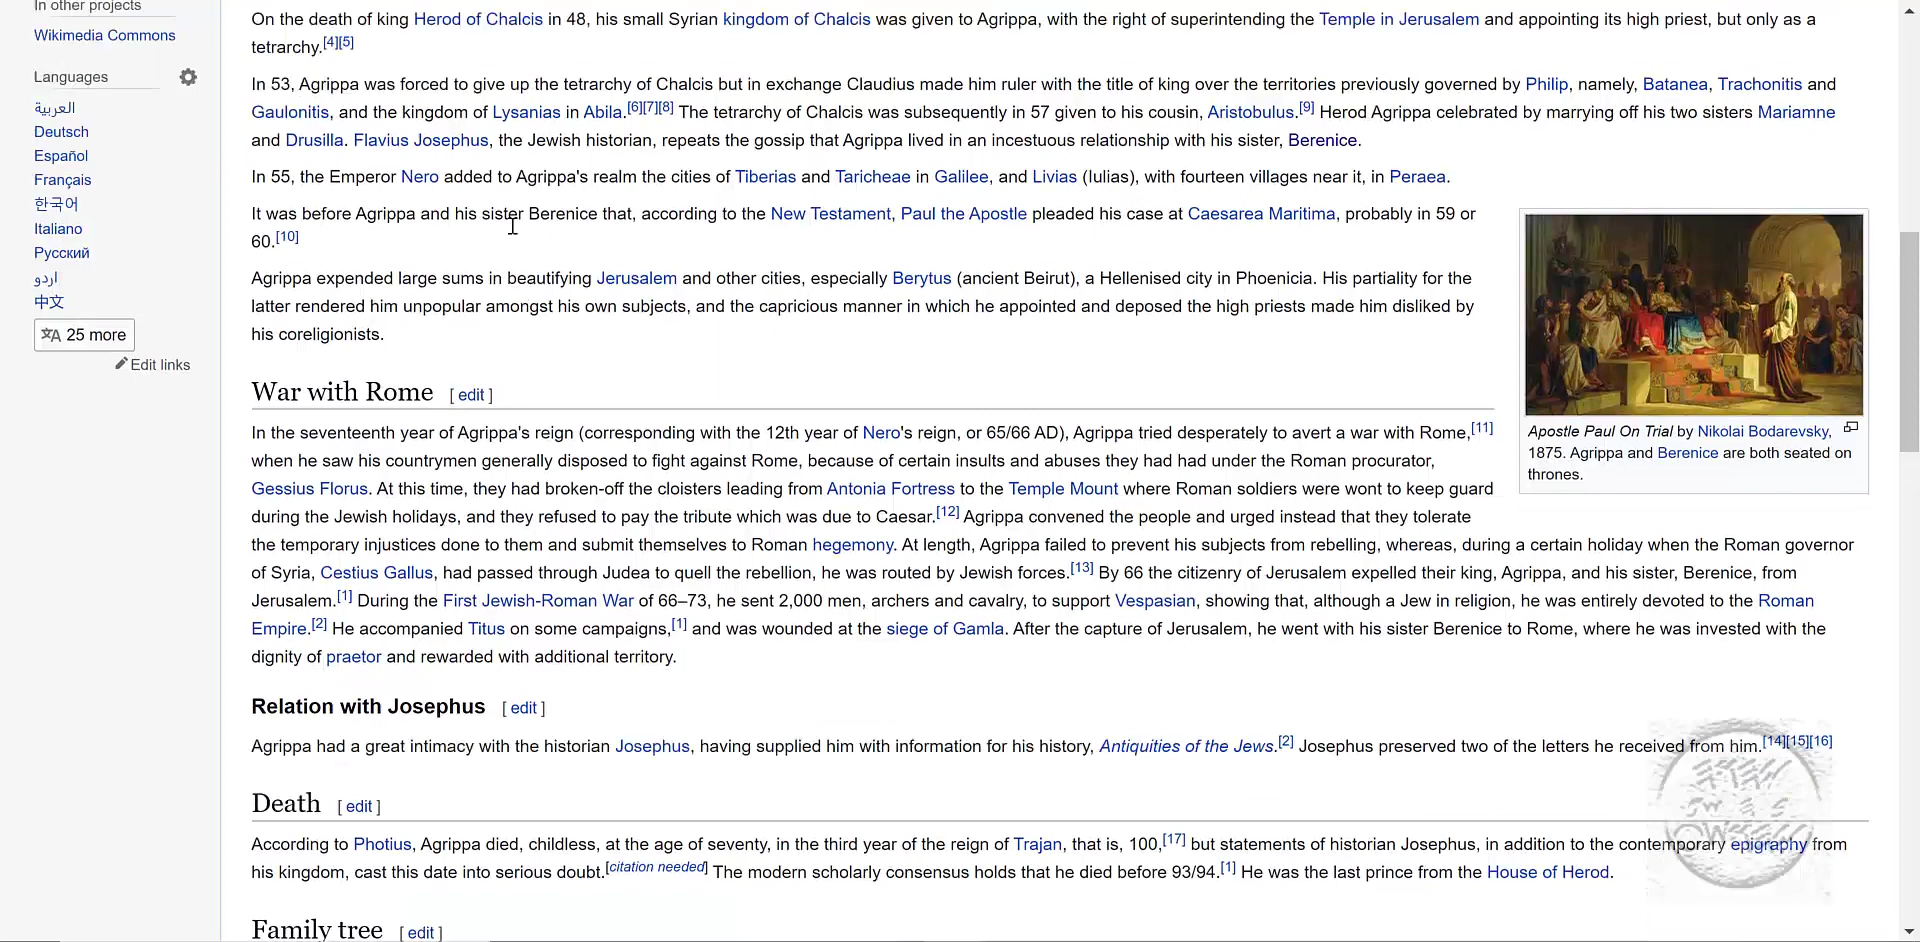 In other projects
Wikimedia Commons
Languages
العربية
Deutsch
Español
Français
한국어
Italiano
Русский
اردو
中文
25 more
Edit links
On the death of king Herod of Chalcis in 48, his small Syrian kingdom of Chalcis was given to Agrippa, with the right of superintending the Temple in Jerusalem and appointing its high priest, but only as a
tetrarchy.[4][5]
In 53, Agrippa was forced to give up the tetrarchy of Chalcis but in exchange Claudius made him ruler with the title of king over the territories previously governed by Philip, namely, Batanea, Trachonitis and
Gaulonitis, and the kingdom of Lysanias in Abila.[6][7][8] The tetrarchy of Chalcis was subsequently in 57 given to his cousin, Aristobulus.[9] Herod Agrippa celebrated by marrying off his two sisters Mariamne
and Drusilla. Flavius Josephus, the Jewish historian, repeats the gossip that Agrippa lived in an incestuous relationship with his sister, Berenice.
In 55, the Emperor Nero added to Agrippa's realm the cities of Tiberias and Taricheae in Galilee, and Livias (Iulias), with fourteen villages near it, in Peraea.
It was before Agrippa and his sister Berenice that, according to the New Testament, Paul the Apostle pleaded his case at Caesarea Maritima, probably in 59 or
60.[10]
Agrippa expended large sums in beautifying Jerusalem and other cities, especially Berytus (ancient Beirut), a Hellenised city in Phoenicia. His partiality for the
latter rendered him unpopular amongst his own subjects, and the capricious manner in which he appointed and deposed the high priests made him disliked by
his coreligionists.
Apostle Paul On Trial by Nikolai Bodarevsky,
1875. Agrippa and Berenice are both seated on
thrones.
War with Rome [ edit ]
In the seventeenth year of Agrippa's reign (corresponding with the 12th year of Nero's reign, or 65/66 AD), Agrippa tried desperately to avert a war with Rome,[11]
when he saw his countrymen generally disposed to fight against Rome, because of certain insults and abuses they had had under the Roman procurator,
Gessius Florus. At this time, they had broken-off the cloisters leading from Antonia Fortress to the Temple Mount where Roman soldiers were wont to keep guard
during the Jewish holidays, and they refused to pay the tribute which was due to Caesar.[12] Agrippa convened the people and urged instead that they tolerate
the temporary injustices done to them and submit themselves to Roman hegemony. At length, Agrippa failed to prevent his subjects from rebelling, whereas, during a certain holiday when the Roman governor
of Syria, Cestius Gallus, had passed through Judea to quell the rebellion, he was routed by Jewish forces.[13] By 66 the citizenry of Jerusalem expelled their king, Agrippa, and his sister, Berenice, from
Jerusalem.[1] During the First Jewish-Roman War of 66–73, he sent 2,000 men, archers and cavalry, to support Vespasian, showing that, although a Jew in religion, he was entirely devoted to the Roman
Empire.[2] He accompanied Titus on some campaigns,[1] and was wounded at the siege of Gamla. After the capture of Jerusalem, he went with his sister Berenice to Rome, where he was invested with the
dignity of praetor and rewarded with additional territory.
Relation with Josephus [ edit ]
Agrippa had a great intimacy with the historian Josephus, having supplied him with information for his history, Antiquities of the Jews.[2] Josephus preserved two of the letters he received from him.[14][15][16]
Death [ edit ]
According to Photius, Agrippa died, childless, at the age of seventy, in the third year of the reign of Trajan, that is, 100,[17] but statements of historian Josephus, in addition to the contemporary epigraphy from
his kingdom, cast this date into serious doubt.[citation needed] The modern scholarly consensus holds that he died before 93/94.[1] He was the last prince from the House of Herod.
Family tree [ edit ]